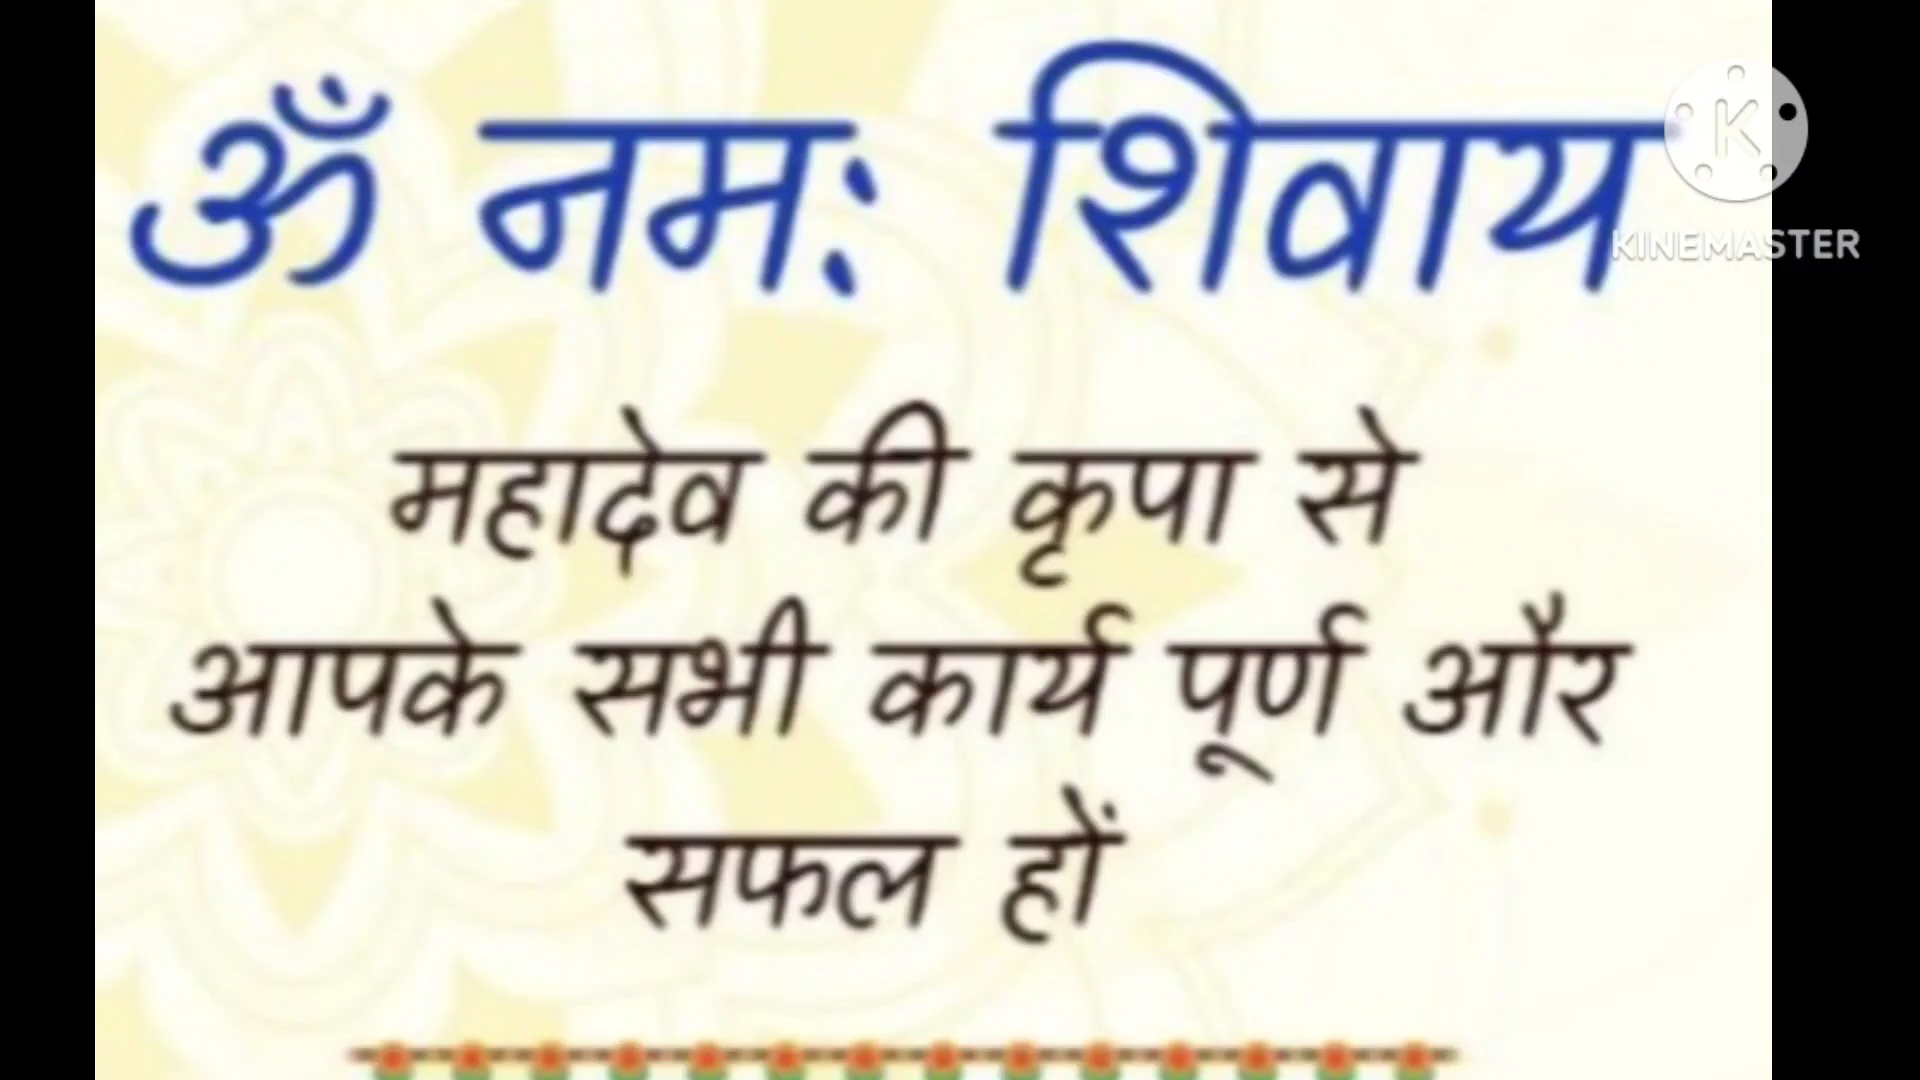 ॐ नमः शिवाय
महादेव की कृपा से
आपके सभी कार्य पूर्ण और
सफल हों
K
KINEMASTER